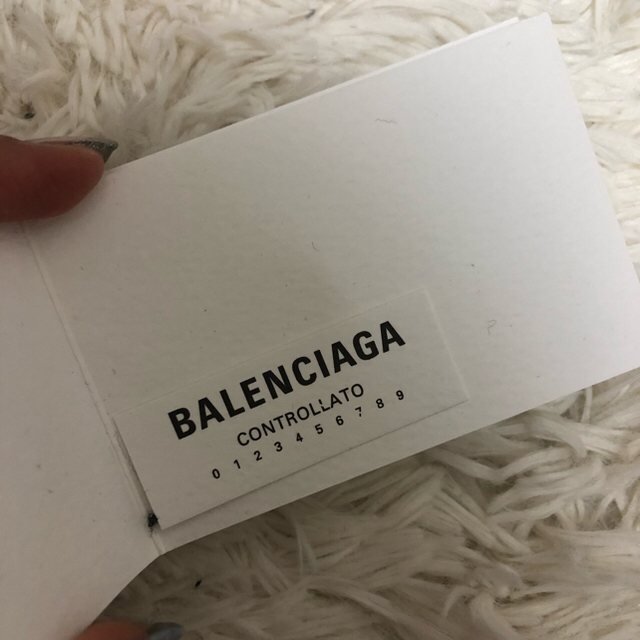 BALENCIAGA
CONTROLLATO
0 1 2 3 4 5 6 7 8 9